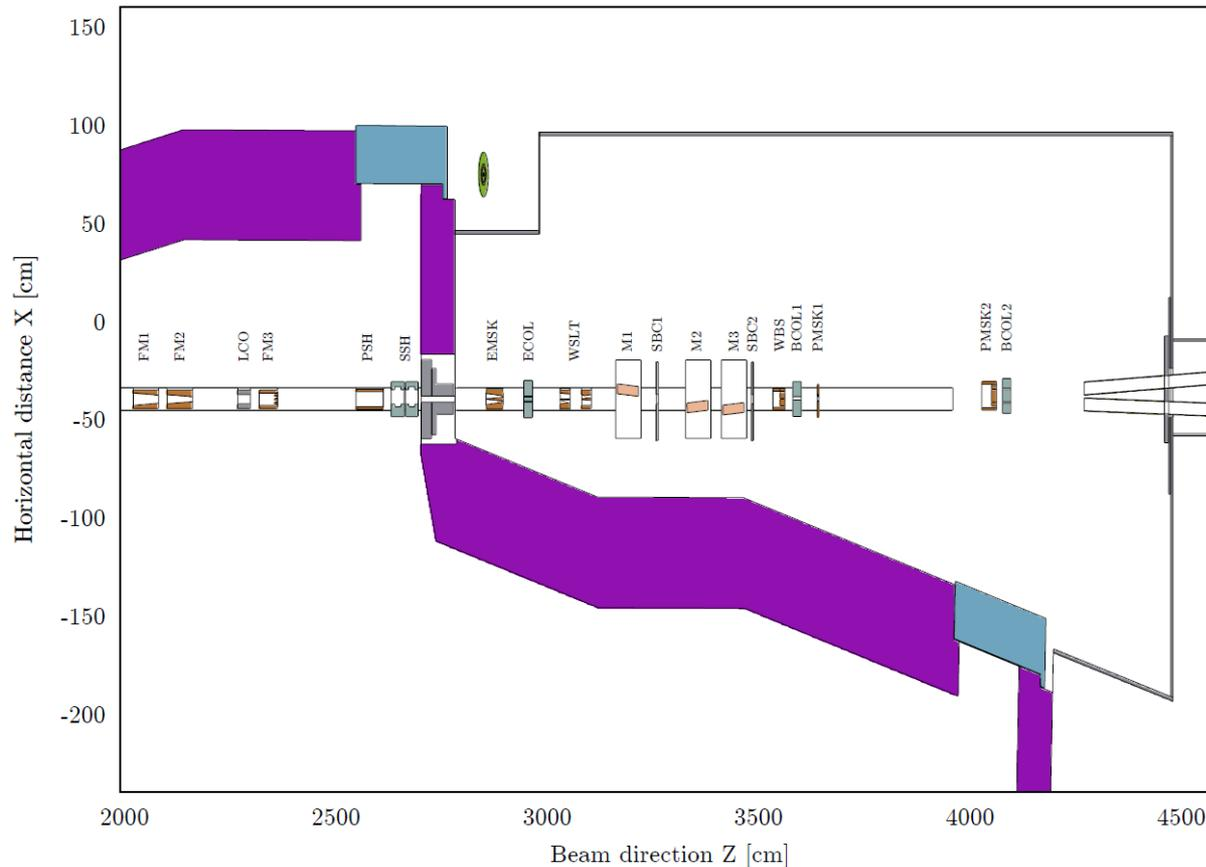 150
100
50
0
-50
-100
-150
-200
Horizontal distance X [cm]
FM1
FM2
LCO
FM3
PSH
SSH
EMSK
ECOL
WSLT
M1
SBC1
M2
M3
SBC2
WBS
BCOL1
PMSK1
PMSK2
BCOL2
2000
2500
3000
3500
4000
4500
Beam direction Z [cm]